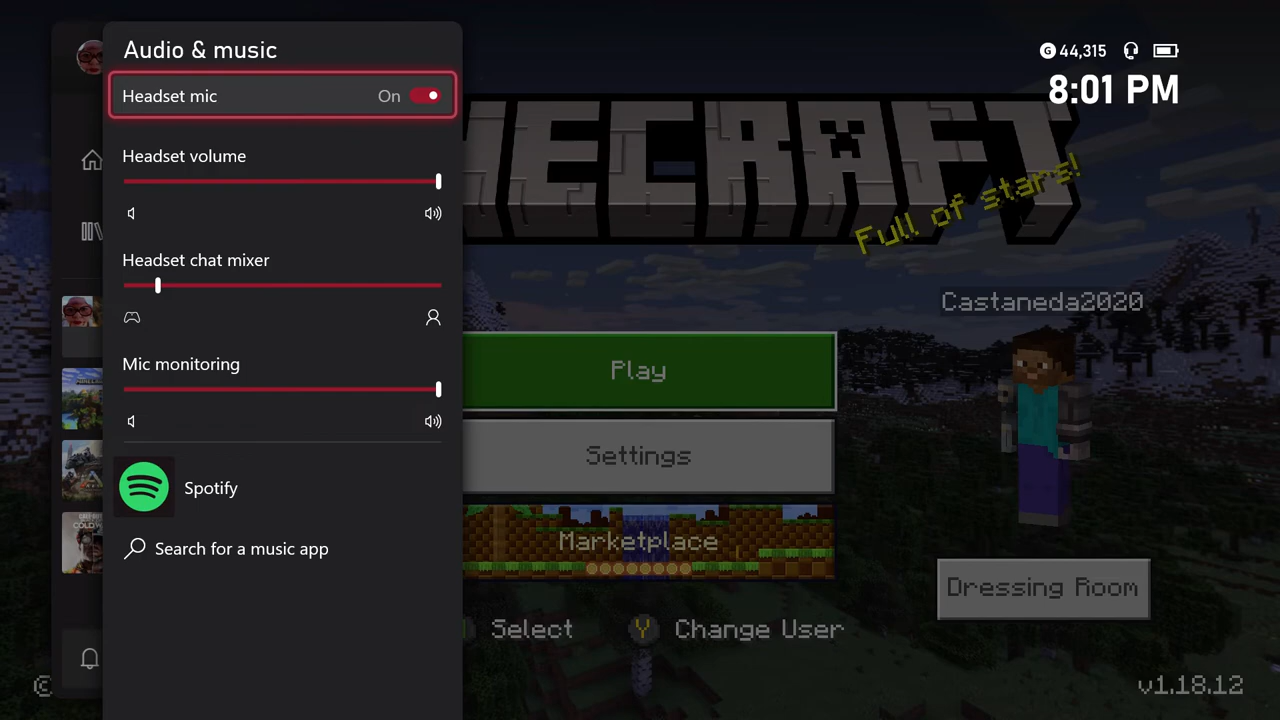 Audio & music
Headset mic
On
Headset volume
Headset chat mixer
Mic monitoring
Spotify
Search for a music app
44,315
8:01 PM
MINECRAFT
Full of stars!
Castaneda2020
Play
Settings
Marketplace
Dressing Room
Select
Y Change User
©
v1.18.12